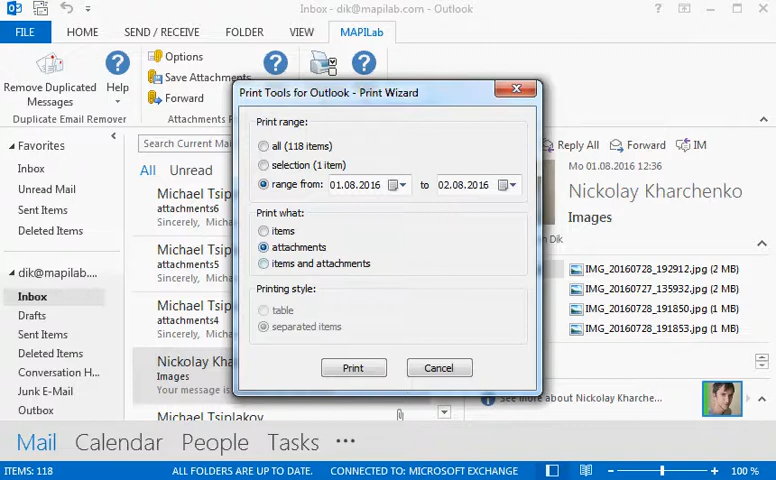 Inbox - dik@mapilab.com - Outlook
FILE HOME SEND / RECEIVE FOLDER VIEW MAPILab
Remove Duplicated Messages
Help
Duplicate Email Remover
Options
Save Attachments
Forward
Attachments
Print Tools for Outlook - Print Wizard
Print range:
all (118 items)
selection (1 item)
range from: 01.08.2016 to 02.08.2016
Print what:
items
attachments
items and attachments
Printing style:
table
separated items
Print Cancel
Favorites
Inbox
Unread Mail
Sent Items
Deleted Items
dik@mapilab....
Inbox
Drafts
Sent Items
Deleted Items
Conversation H...
Junk E-Mail
Outbox
Search Current
All Unread
Michael Tsip
attachments6
Sincerely, Michael
Michael Tsip
attachments5
Sincerely, Michael
Michael Tsip
attachments4
Sincerely, Michael
Nickolay Kha
Images
Your message is
Michael Tsiplakov
Reply All Forward IM
Mo 01.08.2016 12:36
Nickolay Kharchenko
Images
Dik
IMG_20160728_192912.jpg (2 MB)
IMG_20160727_135932.jpg (2 MB)
IMG_20160728_191850.jpg (1 MB)
IMG_20160728_191853.jpg (1 MB)
See more about Nickolay Kharche...
Mail Calendar People Tasks •••
ITEMS: 118 ALL FOLDERS ARE UP TO DATE. CONNECTED TO: MICROSOFT EXCHANGE 100 %